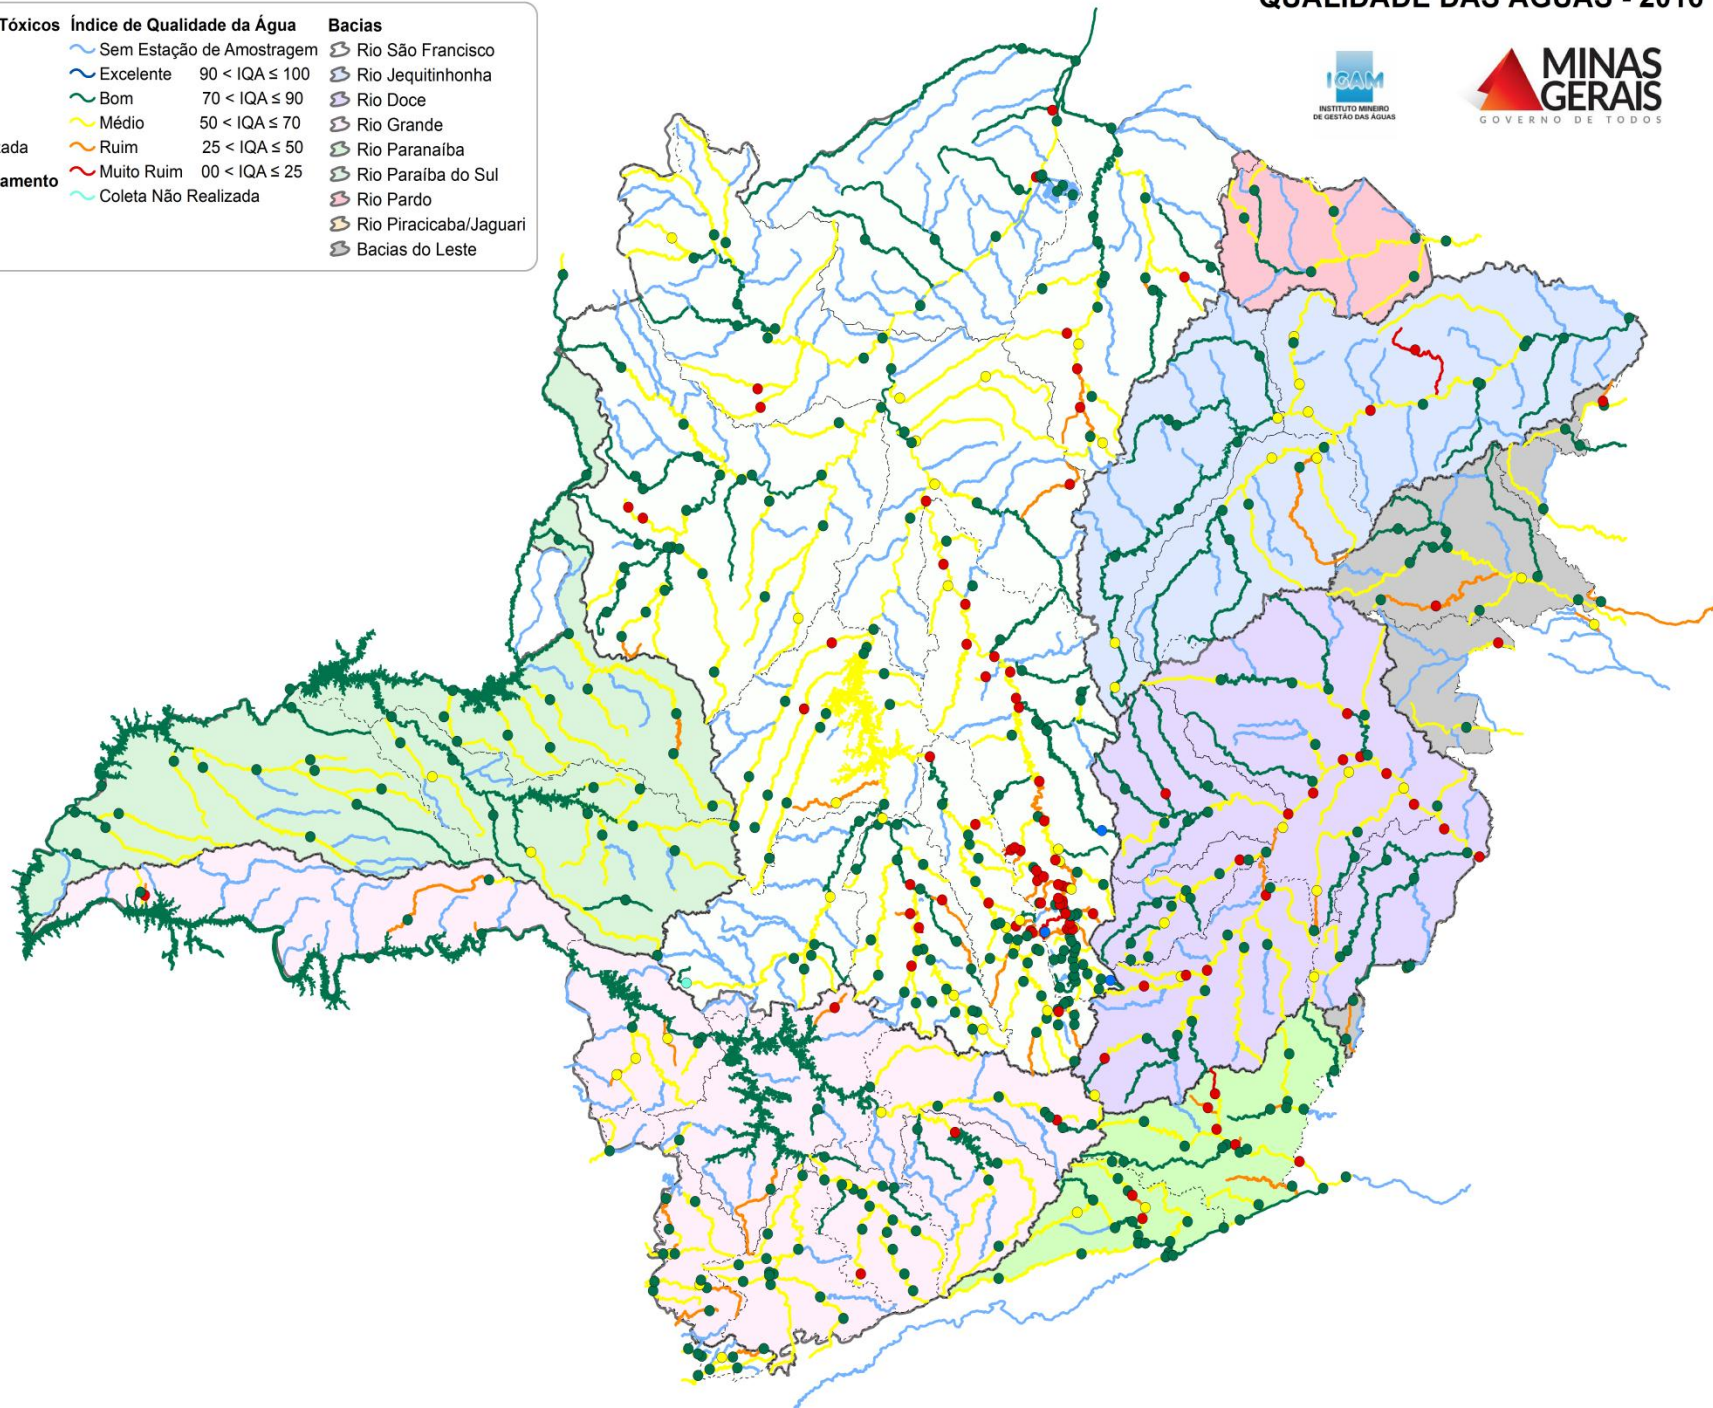 QUALIDADE DAS ÁGUAS - 2016
Tóxicos
Índice de Qualidade da Água
Sem Estação de Amostragem
Excelente 90 < IQA ≤ 100
Bom 70 < IQA ≤ 90
Médio 50 < IQA ≤ 70
Ruim 25 < IQA ≤ 50
Muito Ruim 00 < IQA ≤ 25
Coleta Não Realizada
Bacias
Rio São Francisco
Rio Jequitinhonha
Rio Doce
Rio Grande
Rio Paranaíba
Rio Paraíba do Sul
Rio Pardo
Rio Piracicaba/Jaguari
Bacias do Leste
IGAM
INSTITUTO MINEIRO
DE GESTÃO DAS ÁGUAS
MINAS
GERAIS
GOVERNO DE TODOS